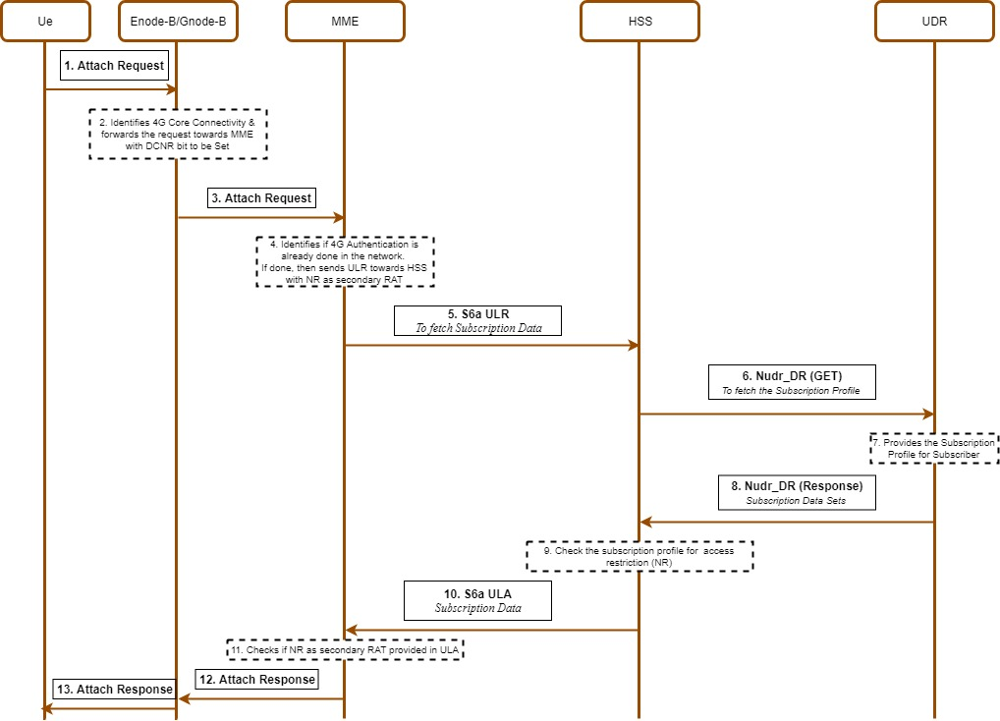 Ue
Enode-B/Gnode-B
MME
HSS
UDR
1. Attach Request
2. Identifies 4G Core Connectivity &
forwards the request towards MME
with DCNR bit to be Set
3. Attach Request
4. Identifies if 4G Authentication is
already done in the network.
If done, then sends ULR towards HSS
with NR as secondary RAT
5. S6a ULR
To fetch Subscription Data
6. Nudr_DR (GET)
To fetch the Subscription Profile
7. Provides the Subscription
Profile for Subscriber
8. Nudr_DR (Response)
Subscription Data Sets
9. Check the subscription profile for access
restriction (NR)
10. S6a ULA
Subscription Data
11. Checks if NR as secondary RAT provided in ULA
12. Attach Response
13. Attach Response